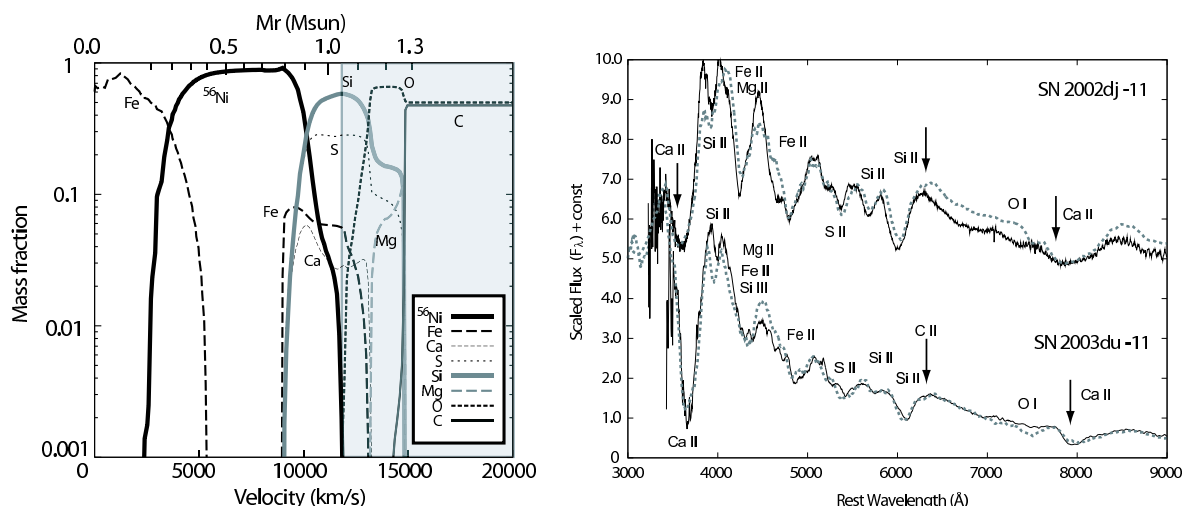 Mr (Msun)
0.0 0.5 1.0 1.3
1
0.1
0.01
0.001
Mass fraction
Fe
56Ni
Si
O
S
C
Fe
Ca
Mg
56Ni
Fe
Ca
S
Si
Mg
O
C
0 5000 10000 15000 20000
Velocity (km/s)
10.0
9.0
8.0
7.0
6.0
5.0
4.0
3.0
2.0
1.0
0
Scaled Flux (Fλ) + const
SN 2002dj -11
Fe II
Mg II
Ca II
Si II
Fe II
Si II
Si II
S II
O I
Ca II
Si II
Mg II
Fe II
Si III
SN 2003du -11
Fe II
C II
S II
Si II
Si II
O I
Ca II
Ca II
3000 4000 5000 6000 7000 8000 9000
Rest Wavelength (Å)